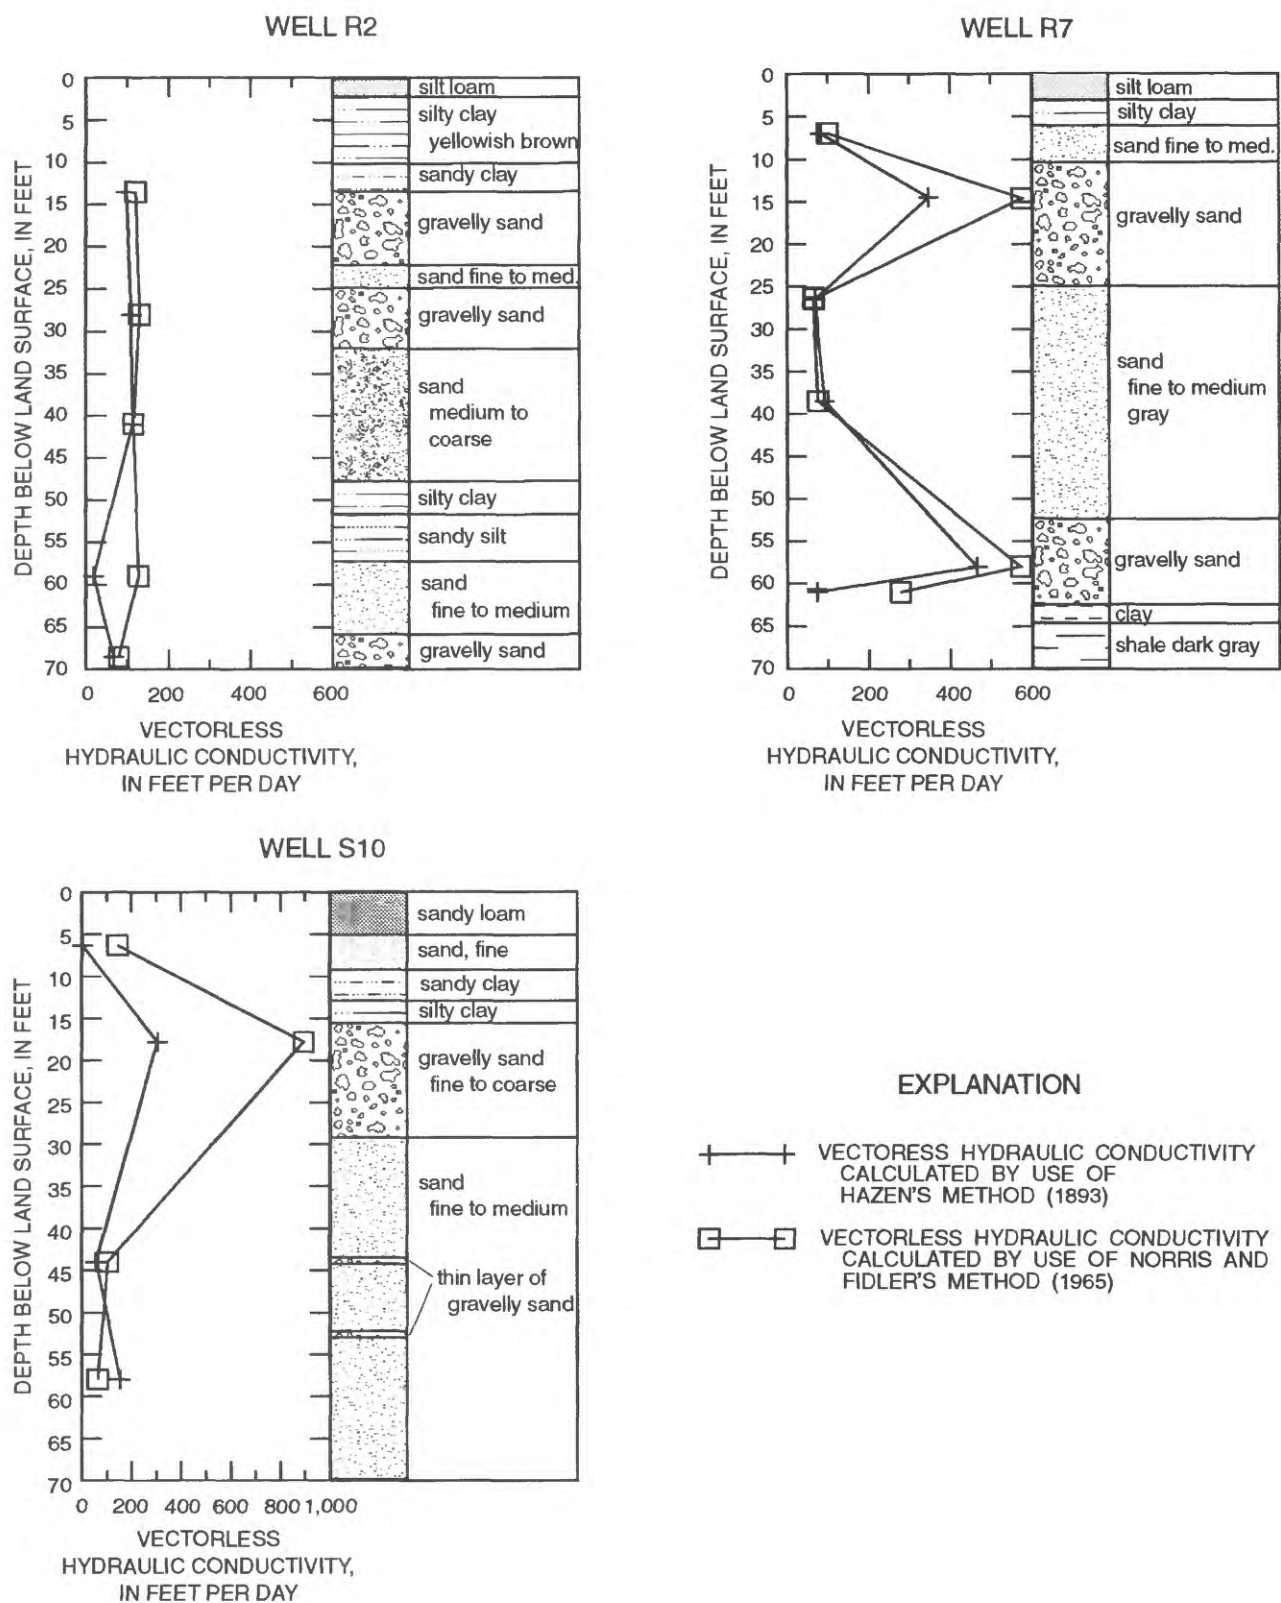 WELL R2
0
5
10
15
20
25
30
35
40
45
50
55
60
65
70
DEPTH BELOW LAND SURFACE, IN FEET
silt loam
silty clay
yellowish brown
sandy clay
gravelly sand
sand fine to med.
gravelly sand
sand
medium to
coarse
silty clay
sandy silt
sand
fine to medium
gravelly sand
0 200 400 600
VECTORLESS
HYDRAULIC CONDUCTIVITY,
IN FEET PER DAY
WELL R7
0
5
10
15
20
25
30
35
40
45
50
55
60
65
70
DEPTH BELOW LAND SURFACE, IN FEET
silt loam
silty clay
sand fine to med.
gravelly sand
sand
fine to medium
gray
gravelly sand
clay
shale dark gray
0 200 400 600
VECTORLESS
HYDRAULIC CONDUCTIVITY,
IN FEET PER DAY
WELL S10
0
5
10
15
20
25
30
35
40
45
50
55
60
65
70
DEPTH BELOW LAND SURFACE, IN FEET
sandy loam
sand, fine
sandy clay
silty clay
gravelly sand
fine to coarse
sand
fine to medium
thin layer of
gravelly sand
0 200 400 600 800 1,000
VECTORLESS
HYDRAULIC CONDUCTIVITY,
IN FEET PER DAY
EXPLANATION
VECTORESS HYDRAULIC CONDUCTIVITY
CALCULATED BY USE OF
HAZEN'S METHOD (1893)
VECTORLESS HYDRAULIC CONDUCTIVITY
CALCULATED BY USE OF NORRIS AND
FIDLER'S METHOD (1965)